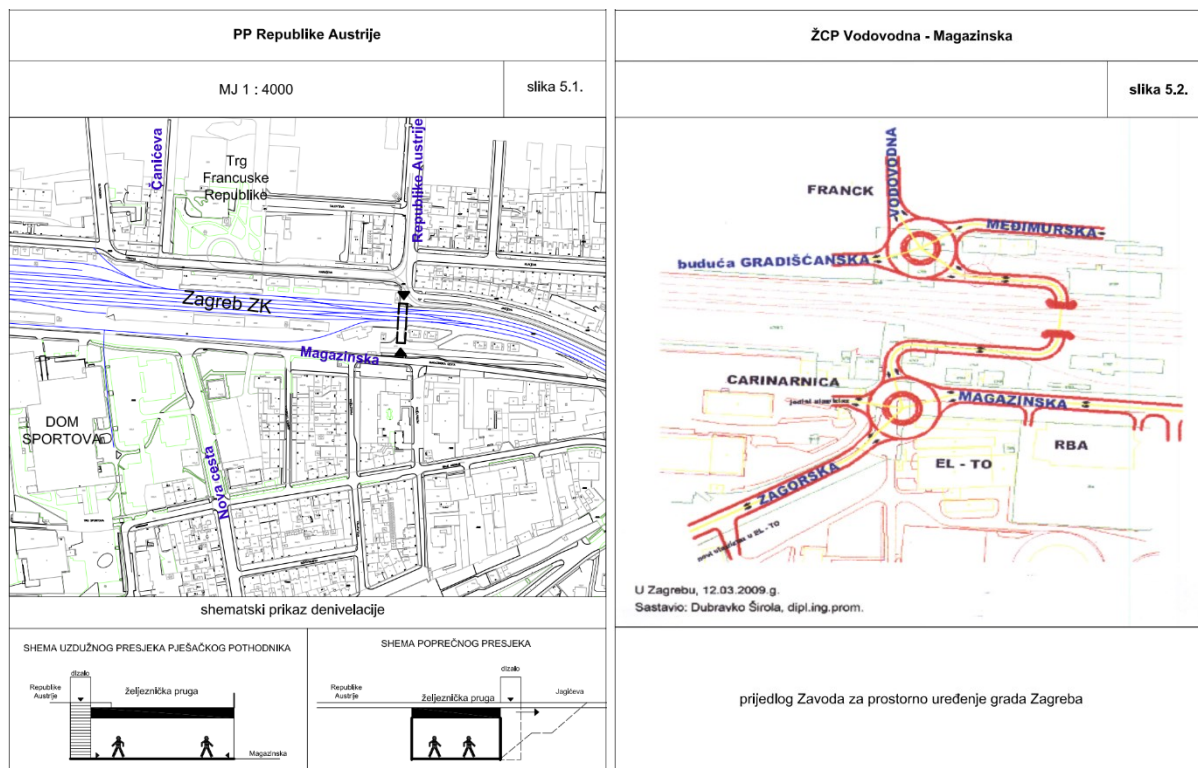 PP Republike Austrije
MJ 1 : 4000
slika 5.1.
Čanićeva
Trg
Francuske
Republike
Republike Austrije
Zagreb ZK
Magazinska
DOM
SPORTOVA
Nova cesta
shematski prikaz denivelacije
SHEMA UZDUŽNOG PRESJEKA PJEŠAČKOG POTHODNIKA
dizalo
Republike
Austrije
željeznička pruga
Magazinska
SHEMA POPREČNOG PRESJEKA
dizalo
Republike
Austrije
željeznička pruga
Jagićeva
ŽCP Vodovodna - Magazinska
slika 5.2.
VODOVODNA
FRANCK
MEĐIMURSKA
buduća GRADIŠĆANSKA
CARINARNICA
MAGAZINSKA
RBA
EL - TO
ZAGORSKA
U Zagrebu, 12.03.2009.g.
Sastavio: Dubravko Širola, dipl.ing.prom.
prijedlog Zavoda za prostorno uređenje grada Zagreba